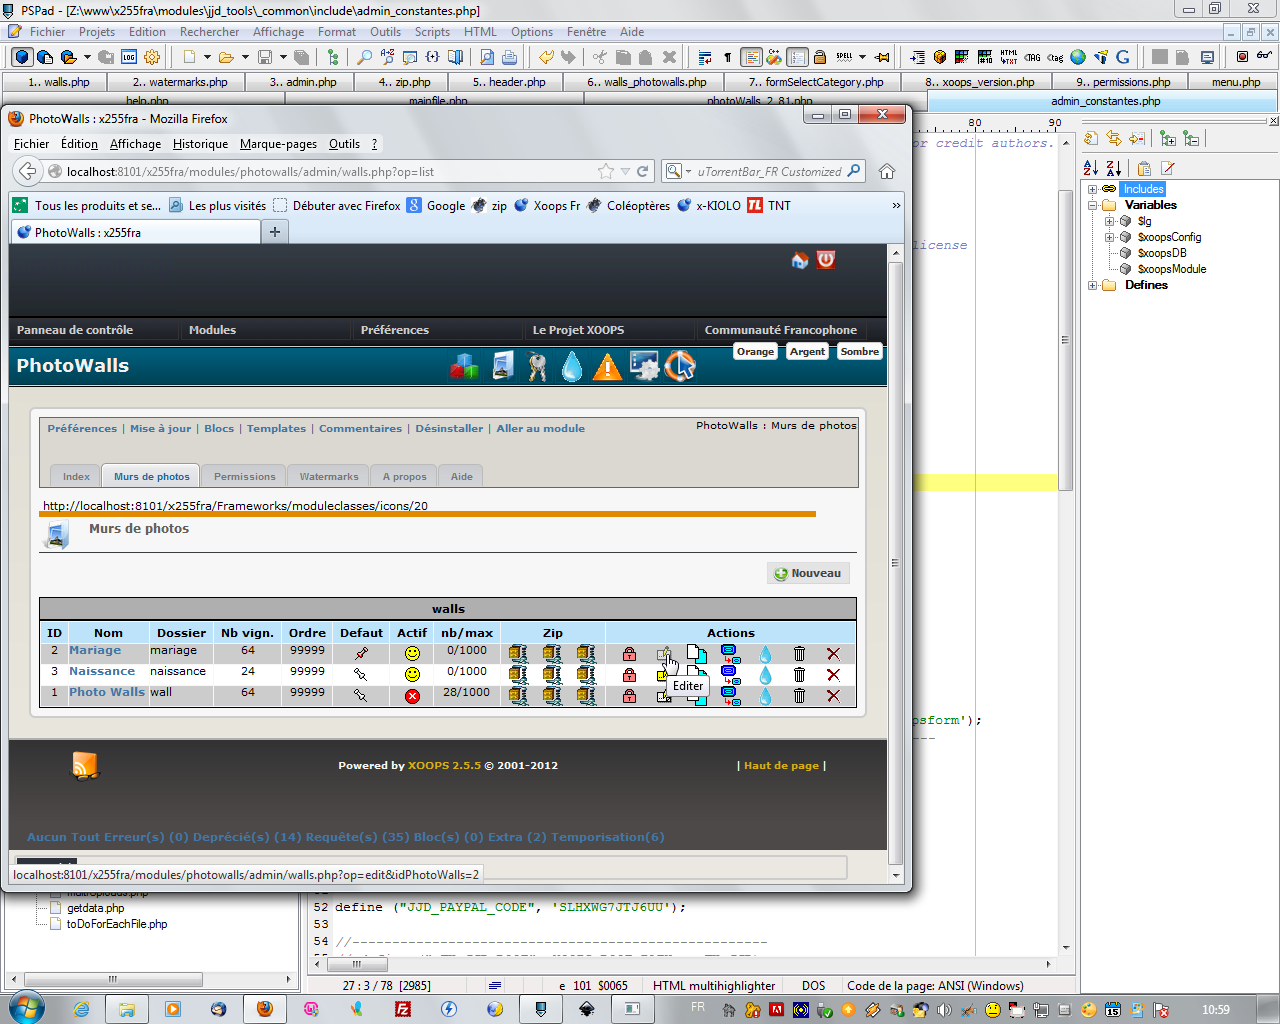 PSPad - [Z:\www\x255fra\modules\jjd_tools\_common\include\admin_constantes.php]
Fichier Projets Edition Rechercher Affichage Format Outils Scripts HTML Options Fenêtre Aide
1.. walls.php 2.. watermarks.php 3.. admin.php 4.. zip.php 5.. header.php 6.. walls_photowalls.php 7.. formSelectCategory.php 8.. xoops_version.php 9.. permissions.php menu.php
help.php mainfile.php photoWalls_2_81.php admin_constantes.php
PhotoWalls : x255fra - Mozilla Firefox
80 90
Fichier Édition Affichage Historique Marque-pages Outils ?
or credit authors.
localhost:8101/x255fra/modules/photowalls/admin/walls.php?op=list
uTorrentBar_FR Customized
Tous les produits et se... Les plus visités Débuter avec Firefox Google zip Xoops Fr Coléoptères x-KIOLO TNT »
PhotoWalls : x255fra
Includes
Variables
$lg
$xoopsConfig
$xoopsDB
$xoopsModule
Defines
license
Panneau de contrôle Modules Préférences Le Projet XOOPS Communauté Francophone
Orange Argent Sombre
PhotoWalls
Préférences | Mise à jour | Blocs | Templates | Commentaires | Désinstaller | Aller au module
PhotoWalls : Murs de photos
Index Murs de photos Permissions Watermarks A propos Aide
http://localhost:8101/x255fra/Frameworks/moduleclasses/icons/20
Murs de photos
Nouveau
walls
ID Nom Dossier Nb vign. Ordre Defaut Actif nb/max Zip Actions
2 Mariage mariage 64 99999 0/1000
3 Naissance naissance 24 99999 0/1000
1 Photo Walls wall 64 99999 28/1000
Editer
psform');
Powered by XOOPS 2.5.5 © 2001-2012
| Haut de page |
Aucun Tout Erreur(s) (0) Deprécié(s) (14) Requête(s) (35) Bloc(s) (0) Extra (2) Temporisation(6)
localhost:8101/x255fra/modules/photowalls/admin/walls.php?op=edit&idPhotoWalls=2
getdata.php
toDoForEachFile.php
52 define ("JJD_PAYPAL_CODE", 'SLHXWG7JTJ6UU');
53
54 //----------------------------------------------------
27 : 3 / 78 [2985] e 101 $0065 HTML multihighlighter DOS Code de la page: ANSI (Windows)
FR 10:59